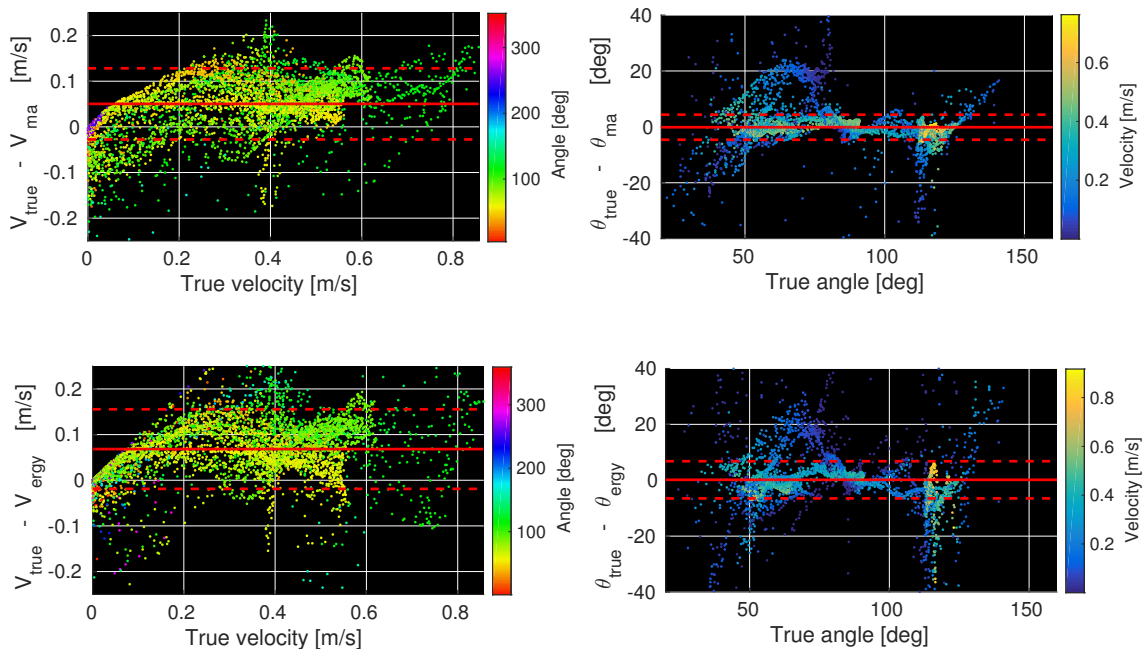 V_true - V_ma [m/s]
0.2
0.1
0
-0.1
-0.2
0 0.2 0.4 0.6 0.8
True velocity [m/s]
300
200
100
Angle [deg]
θ_true - θ_ma [deg]
40
20
0
-20
-40
50 100 150
True angle [deg]
0.6
0.4
0.2
Velocity [m/s]
V_true - V_ergy [m/s]
0.2
0.1
0
-0.1
-0.2
0 0.2 0.4 0.6 0.8
True velocity [m/s]
300
200
100
Angle [deg]
θ_true - θ_ergy [deg]
40
20
0
-20
-40
50 100 150
True angle [deg]
0.8
0.6
0.4
0.2
Velocity [m/s]